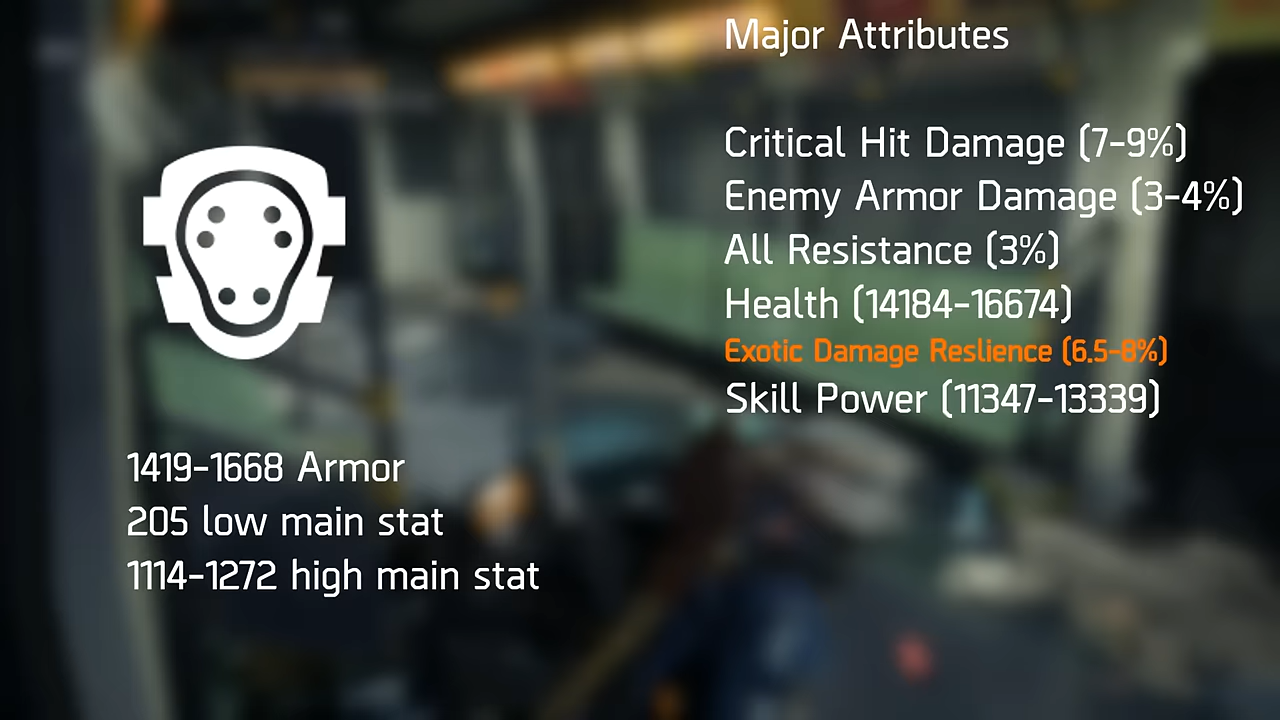 Major Attributes
Critical Hit Damage (7-9%)
Enemy Armor Damage (3-4%)
All Resistance (3%)
Health (14184-16674)
Exotic Damage Reslience (6.5-8%)
Skill Power (11347-13339)
1419-1668 Armor
205 low main stat
1114-1272 high main stat